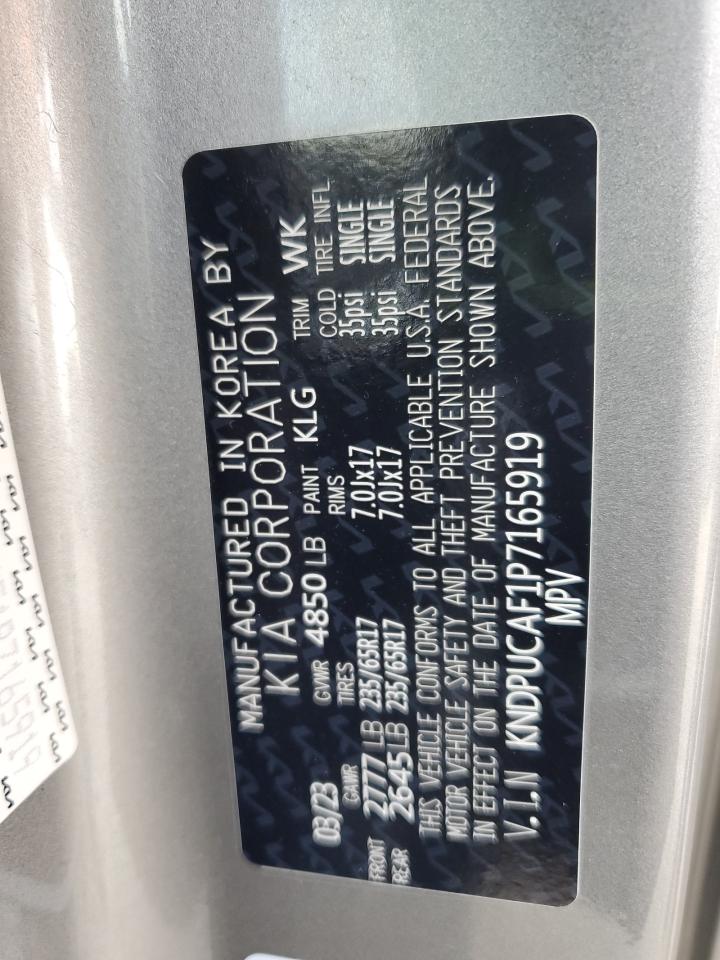 MANUFACTURED IN KOREA BY
KIA CORPORATION
03/23 GVWR 4850 LB PAINT KLG TRIM WK
GAWR TIRES RIMS COLD TIRE INFL
FRONT 2777 LB 235/65R17 7.0Jx17 35psi SINGLE
REAR 2645LB 235/65R17 7.0Jx17 35psi SINGLE
THIS VEHICLE CONFORMS TO ALL APPLICABLE U.S.A. FEDERAL
MOTOR VEHICLE SAFETY AND THEFT PREVENTION STANDARDS
IN EFFECT ON THE DATE OF MANUFACTURE SHOWN ABOVE.
V.I.N KNDPUCAF1P7165919
MPV